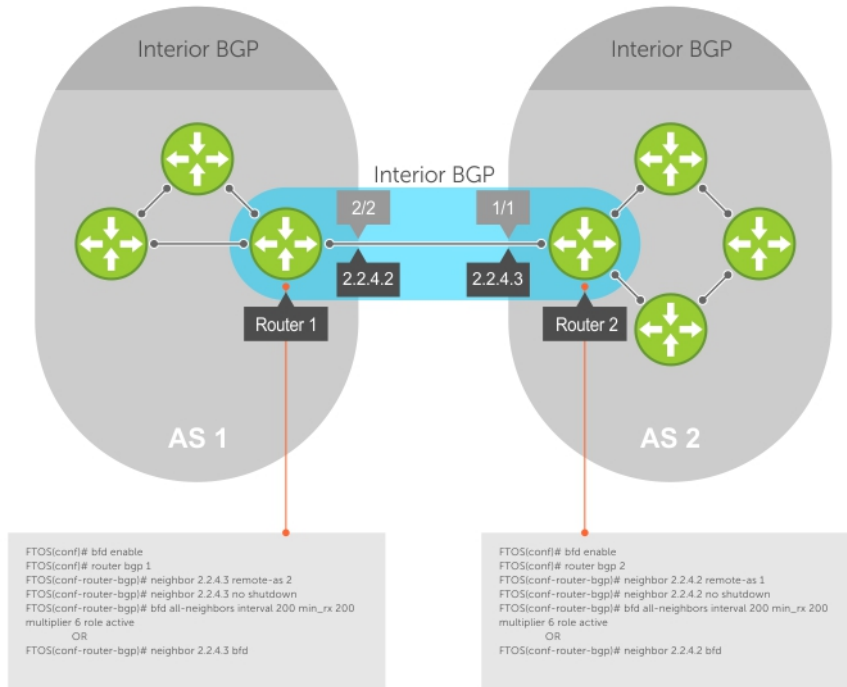 Interior BGP
Interior BGP
Interior BGP
2/2
1/1
2.2.4.2
2.2.4.3
Router 1
Router 2
AS 1
AS 2
FTOS(conf)# bfd enable
FTOS(conf)# router bgp 1
FTOS(conf-router-bgp)# neighbor 2.2.4.3 remote-as 2
FTOS(conf-router-bgp)# neighbor 2.2.4.3 no shutdown
FTOS(conf-router-bgp)# bfd all-neighbors interval 200 min_rx 200
multiplier 6 role active
OR
FTOS(conf-router-bgp)# neighbor 2.2.4.3 bfd
FTOS(conf)# bfd enable
FTOS(conf)# router bgp 2
FTOS(conf-router-bgp)# neighbor 2.2.4.2 remote-as 1
FTOS(conf-router-bgp)# neighbor 2.2.4.2 no shutdown
FTOS(conf-router-bgp)# bfd all-neighbors interval 200 min_rx 200
multiplier 6 role active
OR
FTOS(conf-router-bgp)# neighbor 2.2.4.2 bfd